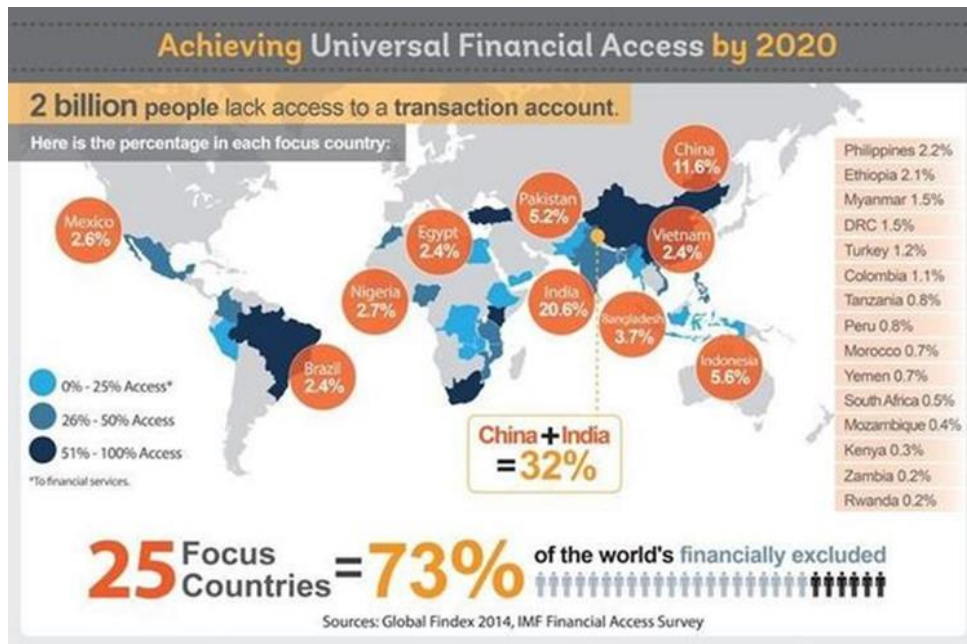 Achieving Universal Financial Access by 2020
2 billion people lack access to a transaction account.
Here is the percentage in each focus country:
China
11.6%
Pakistan
5.2%
Mexico
2.6%
Egypt
2.4%
Vietnam
2.4%
Nigeria
2.7%
India
20.6%
Bangladesh
3.7%
Brazil
2.4%
Indonesia
5.6%
0% - 25% Access*
26% - 50% Access
51% - 100% Access
*To financial services.
China+India
=32%
Philippines 2.2%
Ethiopia 2.1%
Myanmar 1.5%
DRC 1.5%
Turkey 1.2%
Colombia 1.1%
Tanzania 0.8%
Peru 0.8%
Morocco 0.7%
Yemen 0.7%
South Africa 0.5%
Mozambique 0.4%
Kenya 0.3%
Zambia 0.2%
Rwanda 0.2%
25 Focus Countries = 73% of the world's financially excluded
Sources: Global Findex 2014, IMF Financial Access Survey